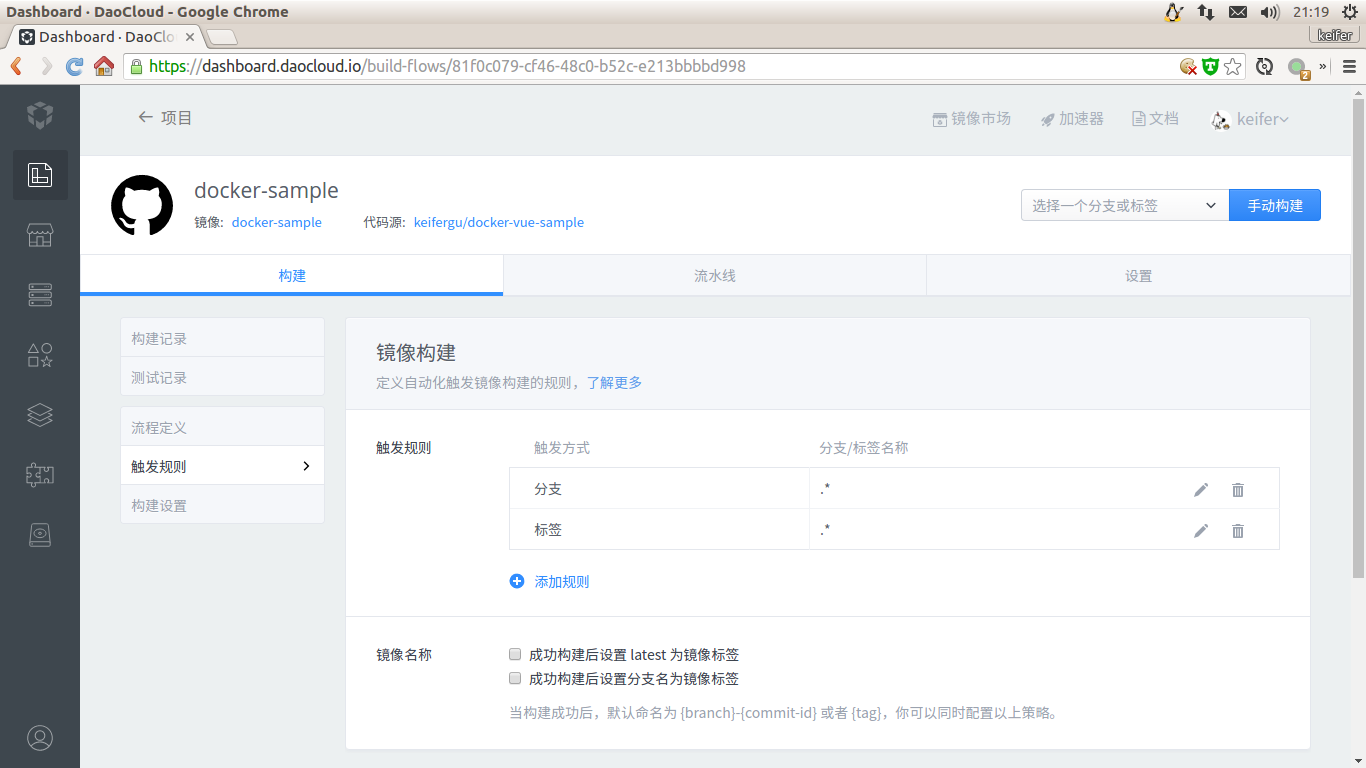 Dashboard · DaoCloud - Google Chrome
21:19
Dashboard · DaoClo
keifer
https://dashboard.daocloud.io/build-flows/81f0c079-cf46-48c0-b52c-e213bbbbd998
2
»
项目
镜像市场
加速器
文档
keifer
docker-sample
镜像: docker-sample 代码源: keifergu/docker-vue-sample
选择一个分支或标签
手动构建
构建
流水线
设置
构建记录
测试记录
流程定义
触发规则
构建设置
镜像构建
定义自动化触发镜像构建的规则，了解更多
触发规则 触发方式 分支/标签名称
分支 .*
标签 .*
添加规则
镜像名称
成功构建后设置 latest 为镜像标签
成功构建后设置分支名为镜像标签
当构建成功后，默认命名为 {branch}-{commit-id} 或者 {tag}，你可以同时配置以上策略。